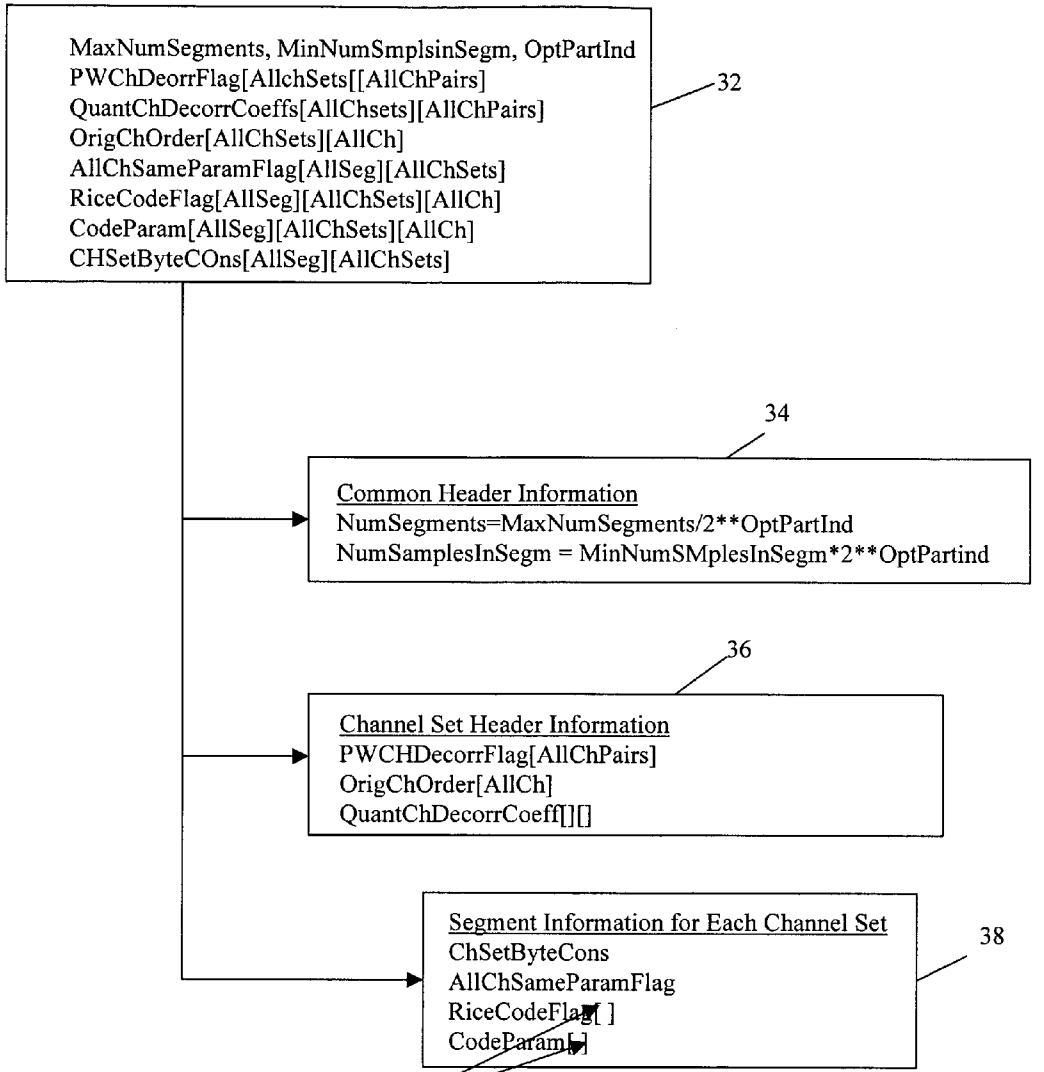 MaxNumSegments, MinNumSmplsinSegm, OptPartInd
PWChDeorrFlag[AllchSets[[AllChPairs]
QuantChDecorrCoeffs[AllChsets][AllChPairs]
OrigChOrder[AllChSets][AllCh]
AllChSameParamFlag[AllSeg][AllChSets]
RiceCodeFlag[AllSeg][AllChSets][AllCh]
CodeParam[AllSeg][AllChSets][AllCh]
CHSetByteCOns[AllSeg][AllChSets]
32
34
Common Header Information
NumSegments=MaxNumSegments/2**OptPartInd
NumSamplesInSegm = MinNumSMplesInSegm*2**OptPartind
36
Channel Set Header Information
PWCHDecorrFlag[AllChPairs]
OrigChOrder[AllCh]
QuantChDecorrCoeff[][]
Segment Information for Each Channel Set
ChSetByteCons
AllChSameParamFlag
RiceCodeFlag[ ]
CodeParam[ ]
38